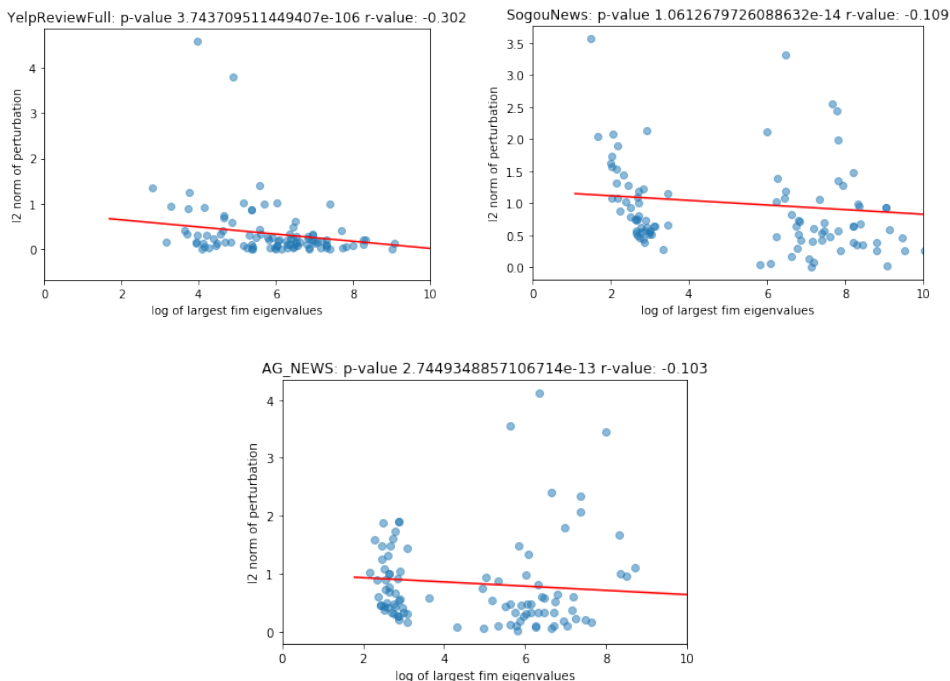 YelpReviewFull: p-value 3.743709511449407e-106 r-value: -0.302
l2 norm of perturbation
4
3
2
1
0
0 2 4 6 8 10
log of largest fim eigenvalues
SogouNews: p-value 1.0612679726088632e-14 r-value: -0.109
l2 norm of perturbation
3.5
3.0
2.5
2.0
1.5
1.0
0.5
0.0
0 2 4 6 8 10
log of largest fim eigenvalues
AG_NEWS: p-value 2.7449348857106714e-13 r-value: -0.103
l2 norm of perturbation
4
3
2
1
0
0 2 4 6 8 10
log of largest fim eigenvalues